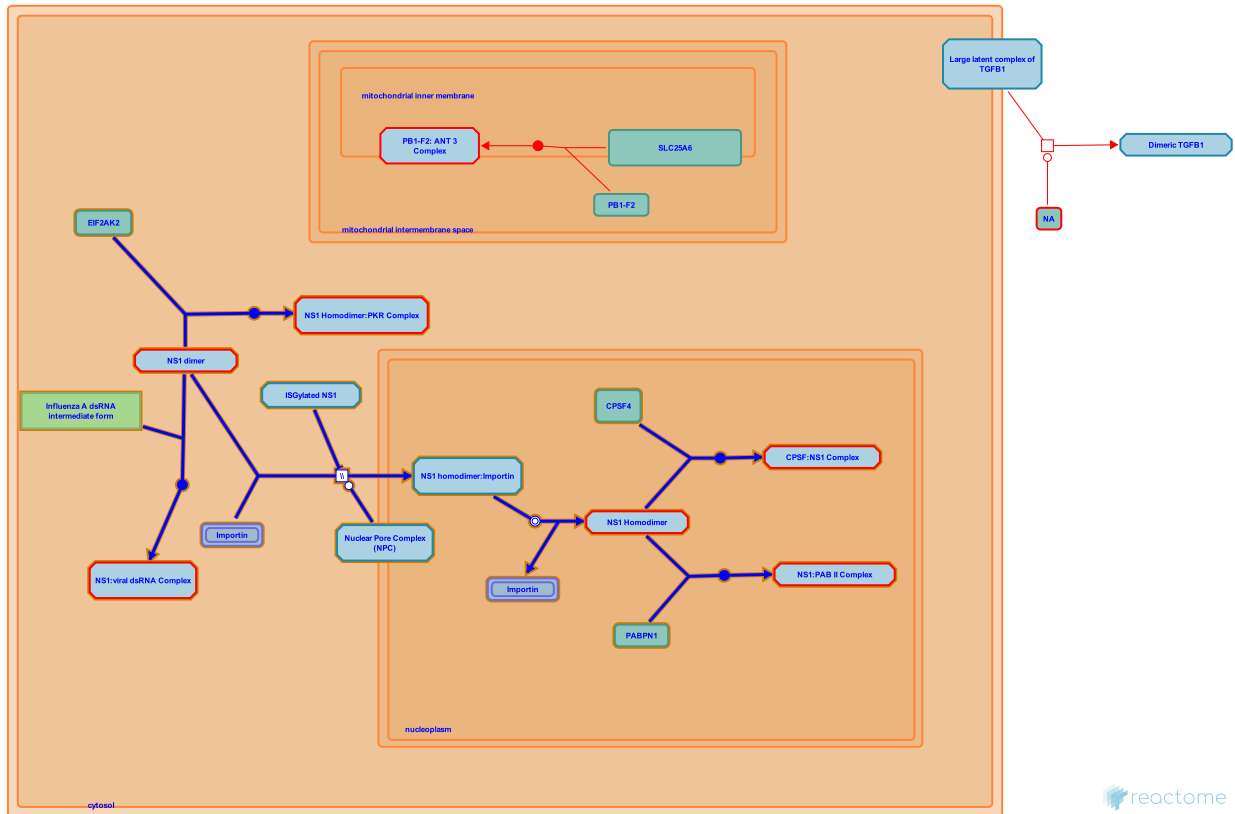 Large latent complex of
TGFB1
mitochondrial inner membrane
PB1-F2: ANT 3
Complex
SLC25A6
Dimeric TGFB1
PB1-F2
NA
EIF2AK2
mitochondrial intermembrane space
NS1 Homodimer:PKR Complex
NS1 dimer
ISGylated NS1
Influenza A dsRNA
intermediate form
CPSF4
CPSF:NS1 Complex
NS1 homodimer:Importin
\\
NS1 Homodimer
Importin
Nuclear Pore Complex
(NPC)
NS1:viral dsRNA Complex
Importin
NS1:PAB II Complex
PABPN1
nucleoplasm
cytosol
reactome